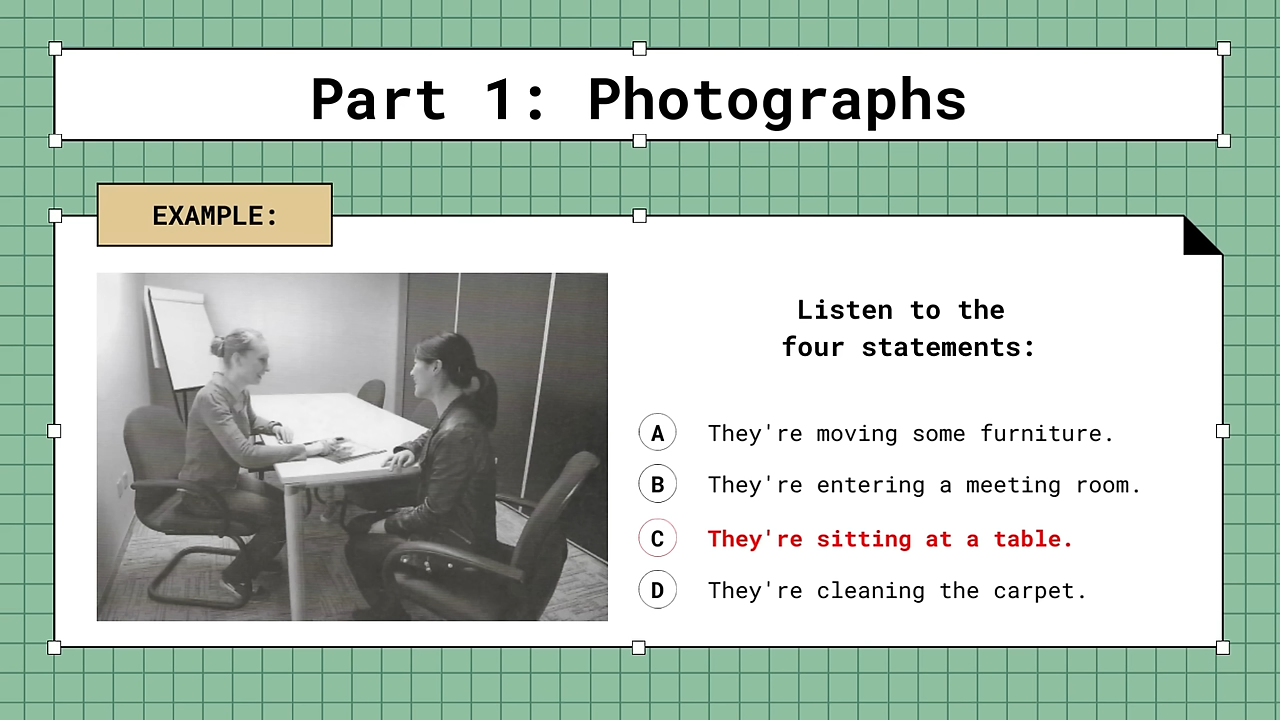 Part 1: Photographs
EXAMPLE:
Listen to the
four statements:
A They're moving some furniture.
B They're entering a meeting room.
C They're sitting at a table.
D They're cleaning the carpet.